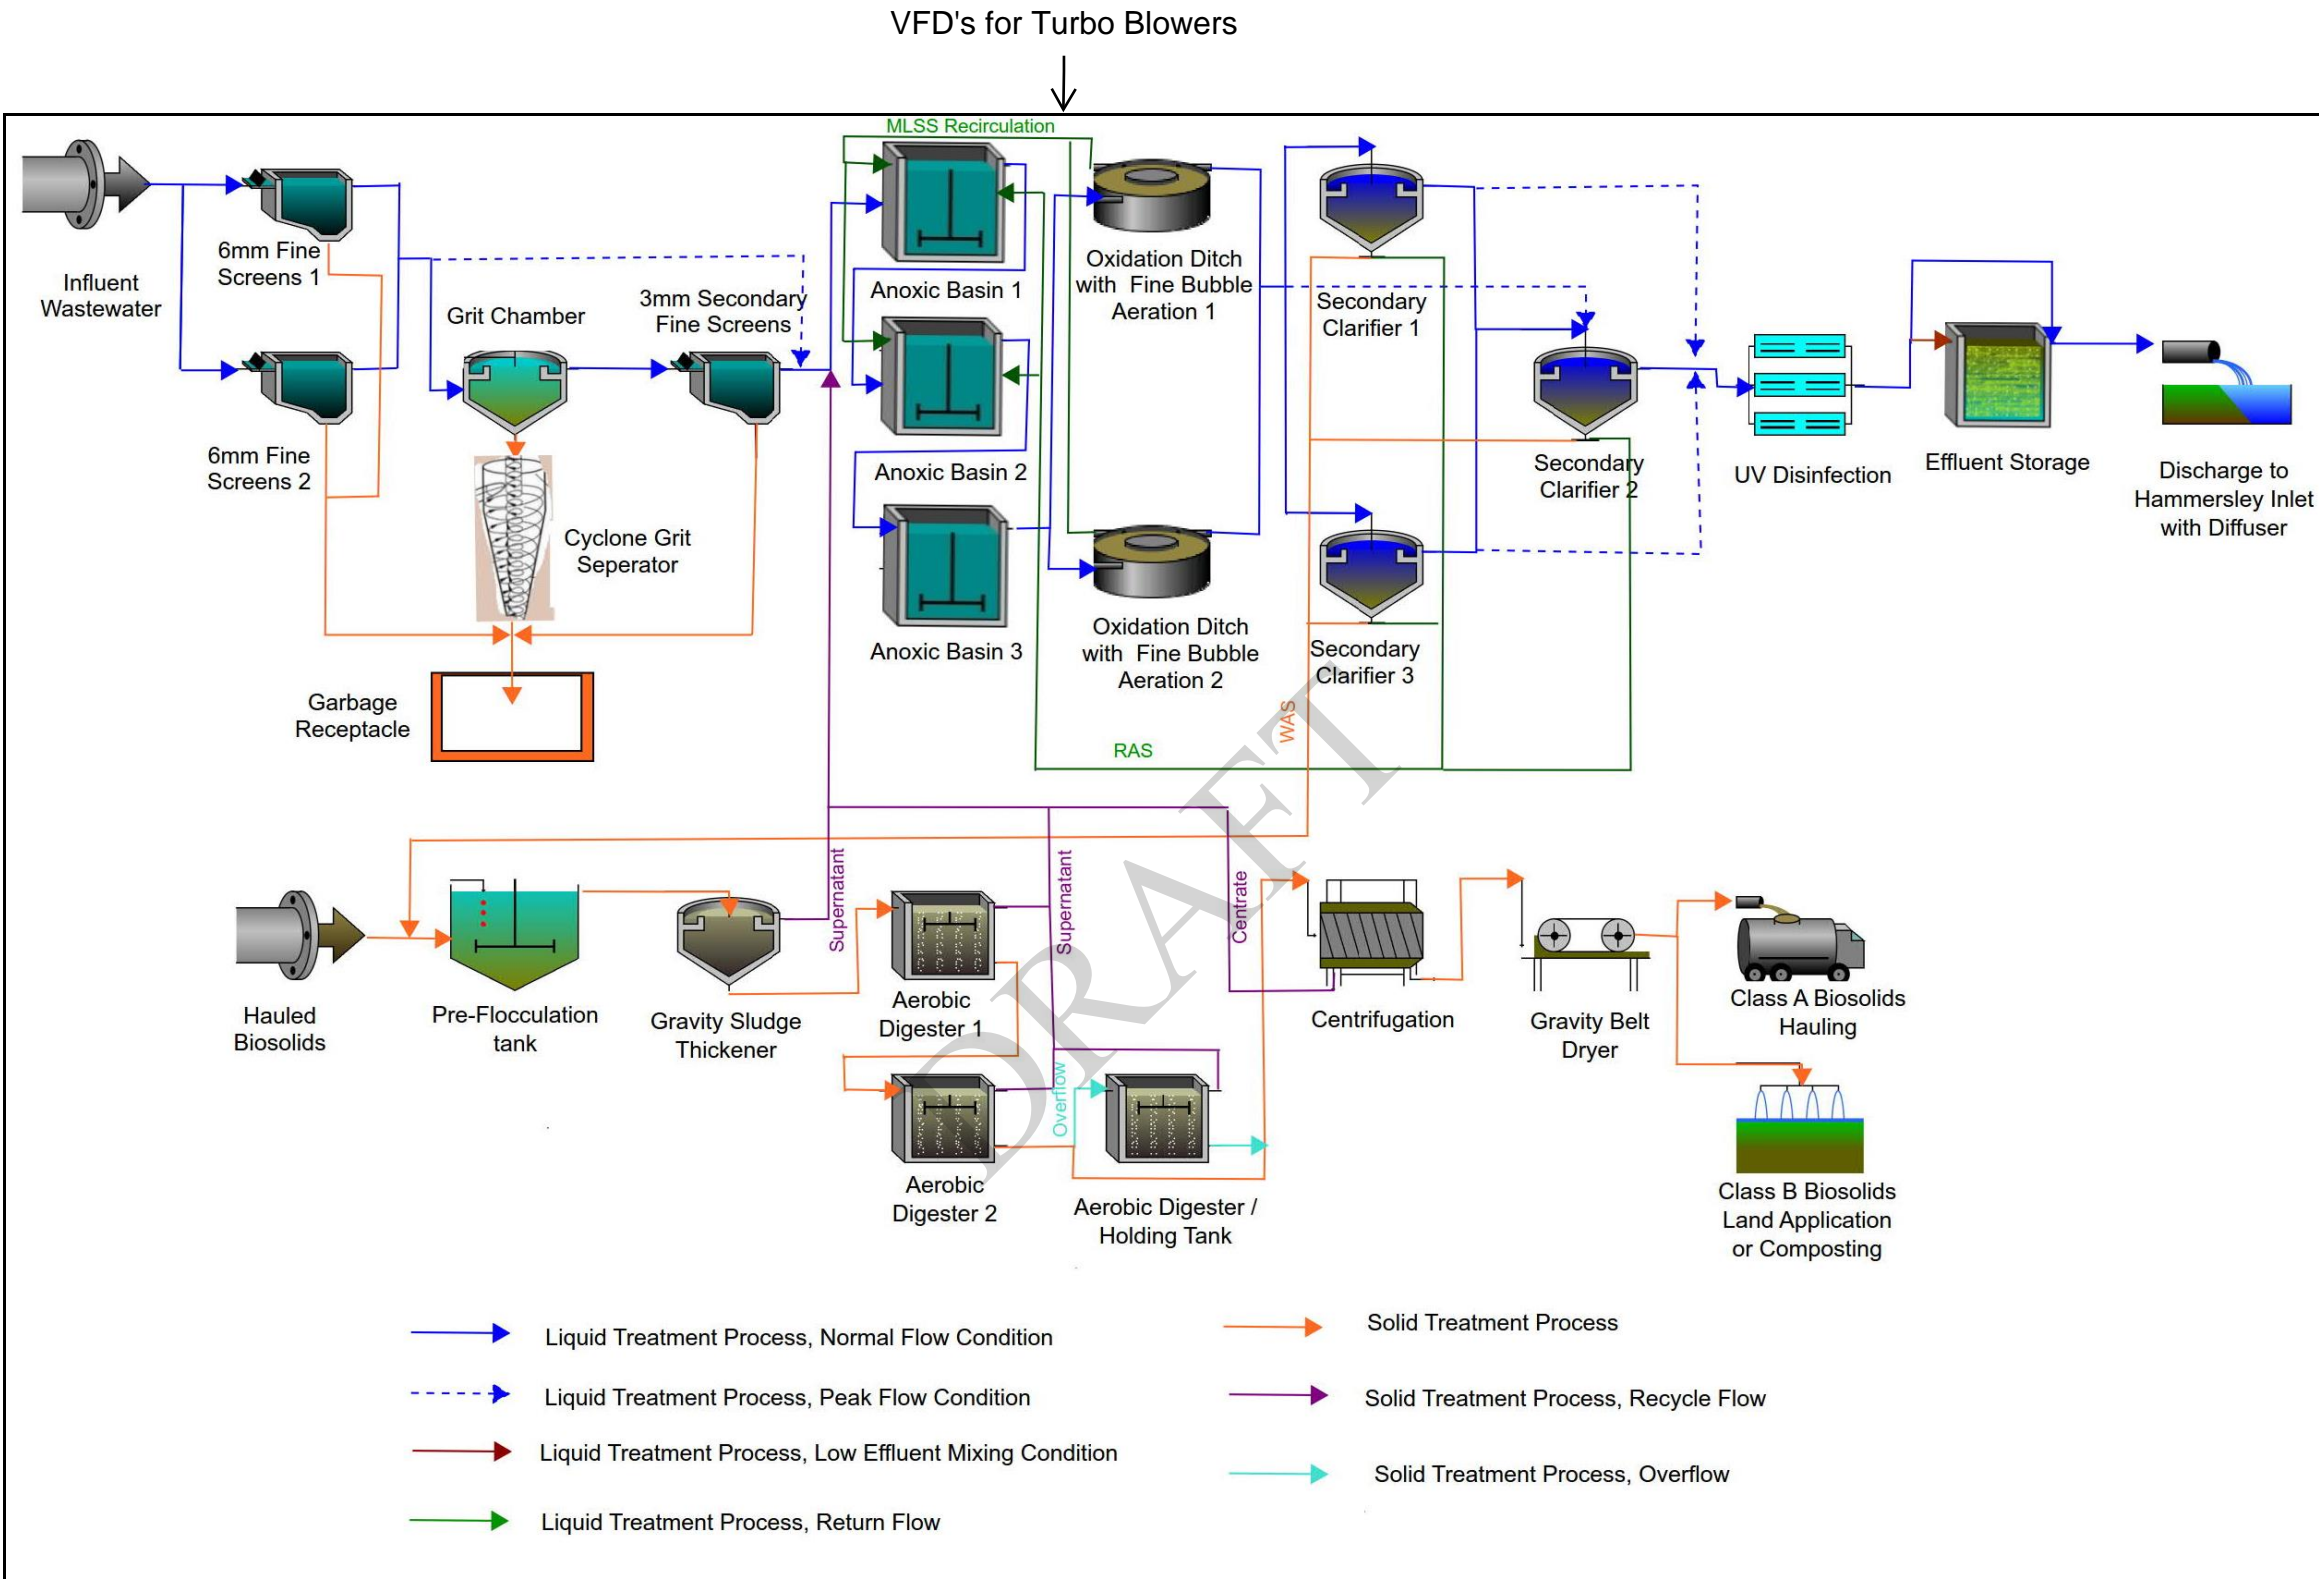 VFD's for Turbo Blowers
MLSS Recirculation
Influent
Wastewater
6mm Fine
Screens 1
6mm Fine
Screens 2
Grit Chamber
3mm Secondary
Fine Screens
Cyclone Grit
Seperator
Garbage
Receptacle
Anoxic Basin 1
Anoxic Basin 2
Anoxic Basin 3
Oxidation Ditch
with Fine Bubble
Aeration 1
Oxidation Ditch
with Fine Bubble
Aeration 2
Secondary
Clarifier 1
Secondary
Clarifier 2
Secondary
Clarifier 3
UV Disinfection
Effluent Storage
Discharge to
Hammersley Inlet
with Diffuser
WAS
RAS
DRAFT
Hauled
Biosolids
Pre-Flocculation
tank
Gravity Sludge
Thickener
Supernatant
Aerobic
Digester 1
Supernatant
Aerobic
Digester 2
Overflow
Aerobic Digester /
Holding Tank
Centrate
Centrifugation
Gravity Belt
Dryer
Class A Biosolids
Hauling
Class B Biosolids
Land Application
or Composting
Liquid Treatment Process, Normal Flow Condition
Liquid Treatment Process, Peak Flow Condition
Liquid Treatment Process, Low Effluent Mixing Condition
Liquid Treatment Process, Return Flow
Solid Treatment Process
Solid Treatment Process, Recycle Flow
Solid Treatment Process, Overflow